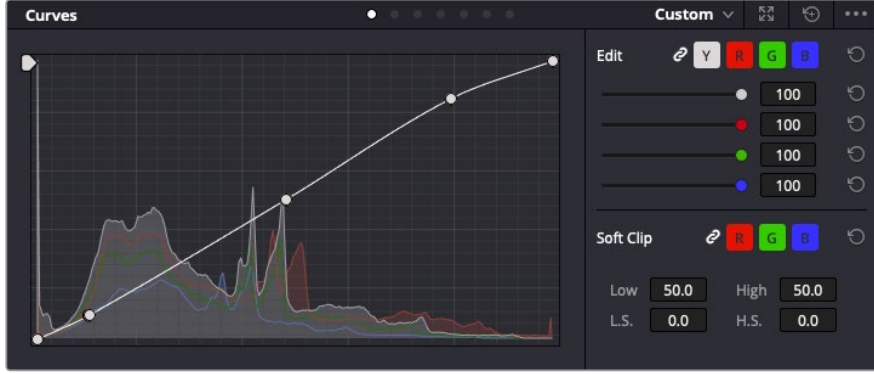 Curves Custom
Edit Y R G B
100
100
100
100
Soft Clip R G B
Low 50.0 High 50.0
L.S. 0.0 H.S. 0.0